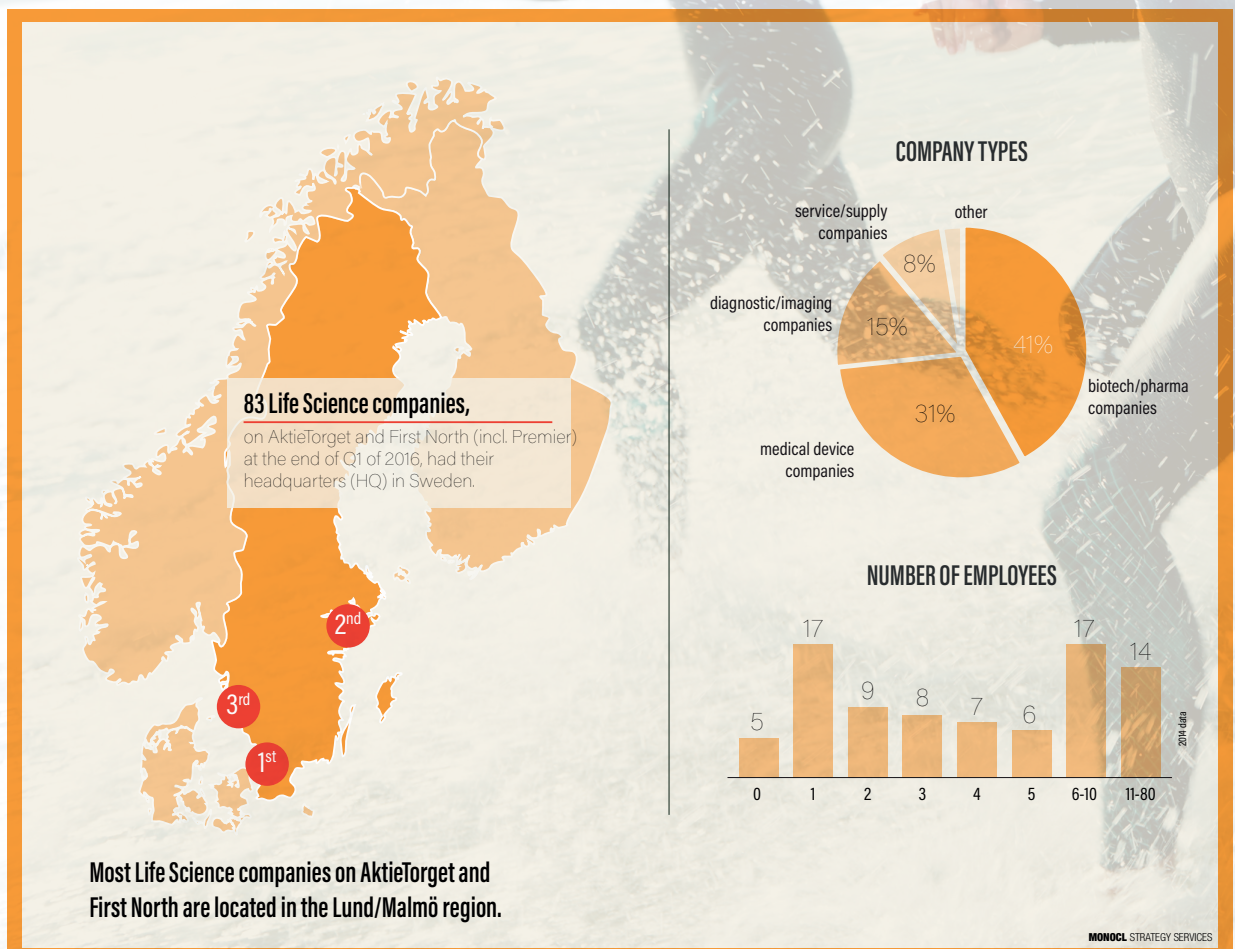 83 Life Science companies,
on AktieTorget and First North (incl. Premier)
at the end of Q1 of 2016, had their
headquarters (HQ) in Sweden.
2nd
3rd
1st
Most Life Science companies on AktieTorget and
First North are located in the Lund/Malmö region.
COMPANY TYPES
service/supply
companies
other
8%
diagnostic/imaging
companies
15%
41%
biotech/pharma
companies
31%
medical device
companies
NUMBER OF EMPLOYEES
5 17 9 8 7 6 17 14
0 1 2 3 4 5 6-10 11-80
2014 data
MONOCL STRATEGY SERVICES